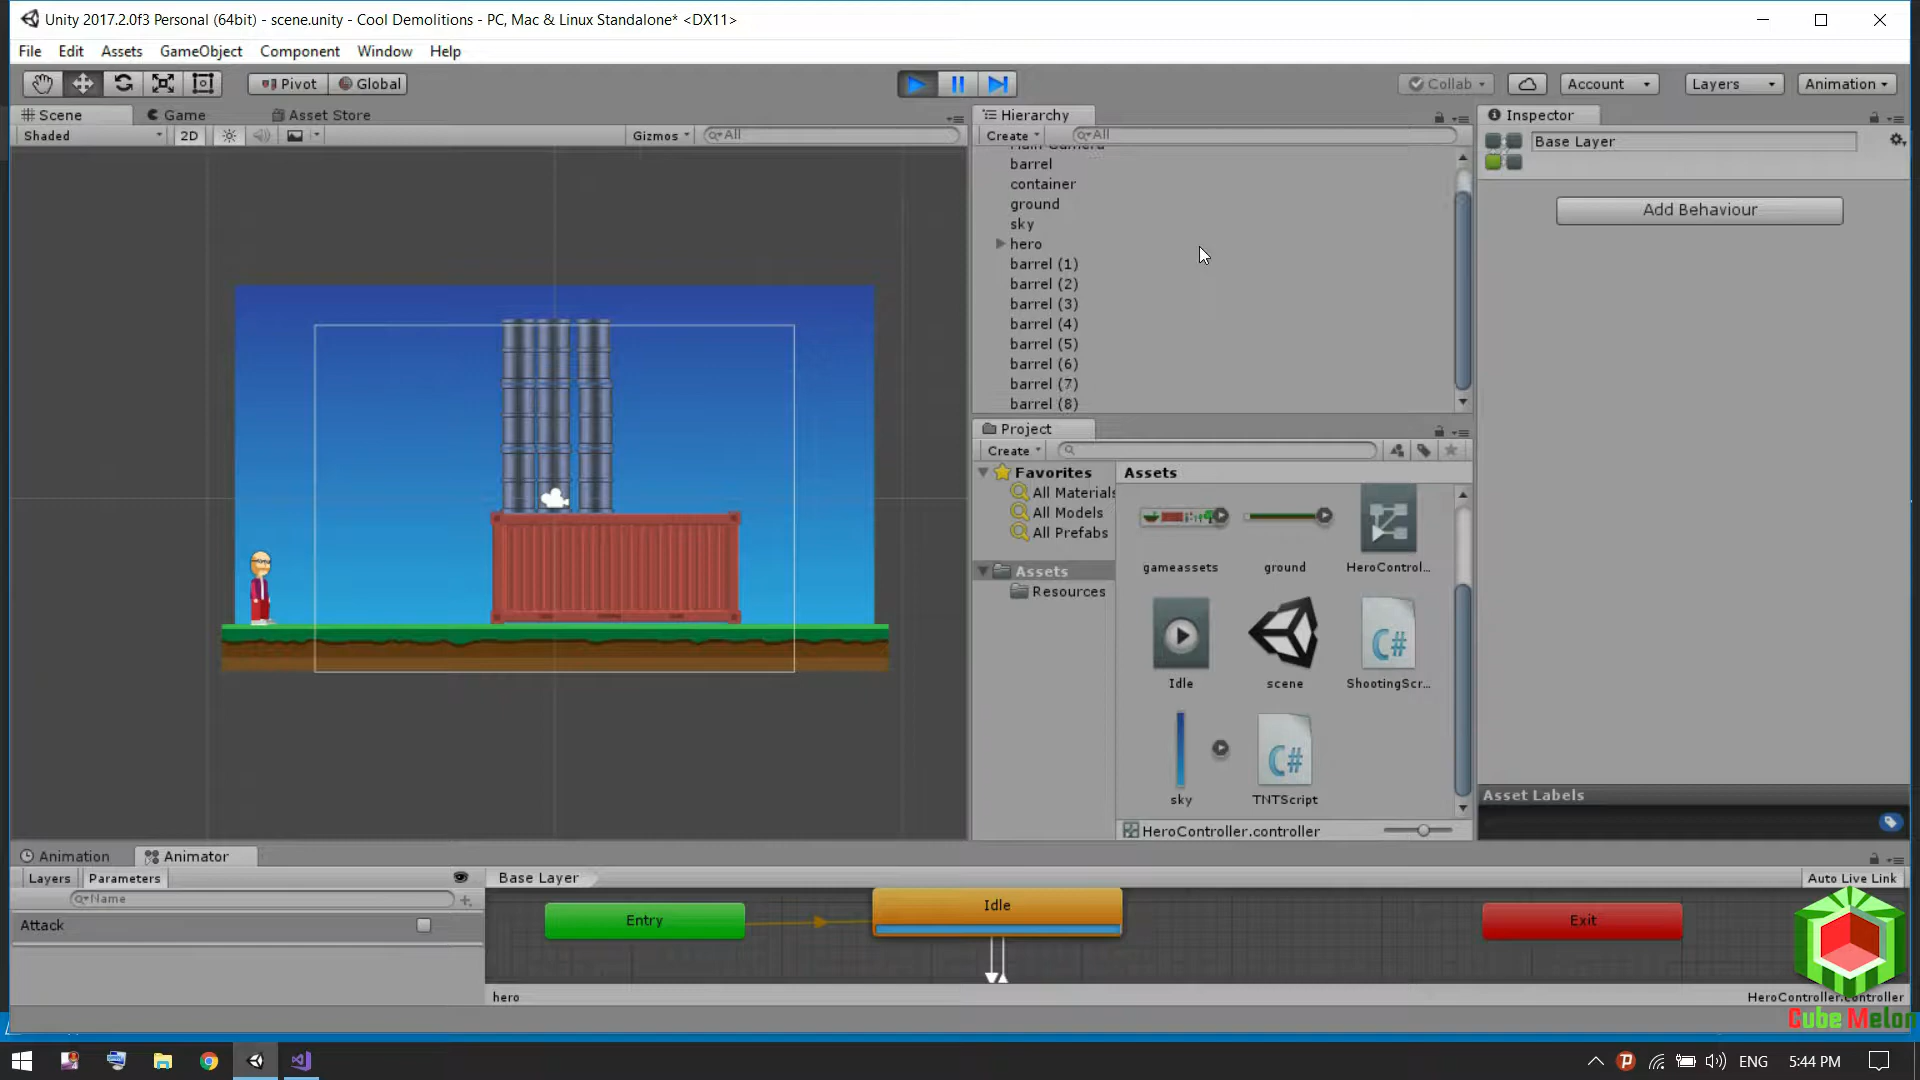 Unity 2017.2.0f3 Personal (64bit) - scene.unity - Cool Demolitions - PC, Mac & Linux Standalone* <DX11>
File Edit Assets GameObject Component Window Help
Pivot Global Collab Account Layers Animation
Scene Game Asset Store
Shaded 2D Gizmos All
Hierarchy
Create All
Main Camera
barrel
container
ground
sky
hero
barrel (1)
barrel (2)
barrel (3)
barrel (4)
barrel (5)
barrel (6)
barrel (7)
barrel (8)
Project
Create
Favorites
All Materials
All Models
All Prefabs
Assets
Resources
Assets
gameassets ground HeroControl...
Idle scene ShootingScr...
sky TNTScript
C#
C#
HeroController.controller
Inspector
Base Layer
Add Behaviour
Asset Labels
Animation Animator
Layers Parameters
Name
Attack
Base Layer
Auto Live Link
Entry
Idle
Exit
hero
HeroController.controller
Cube Melon
ENG 5:44 PM